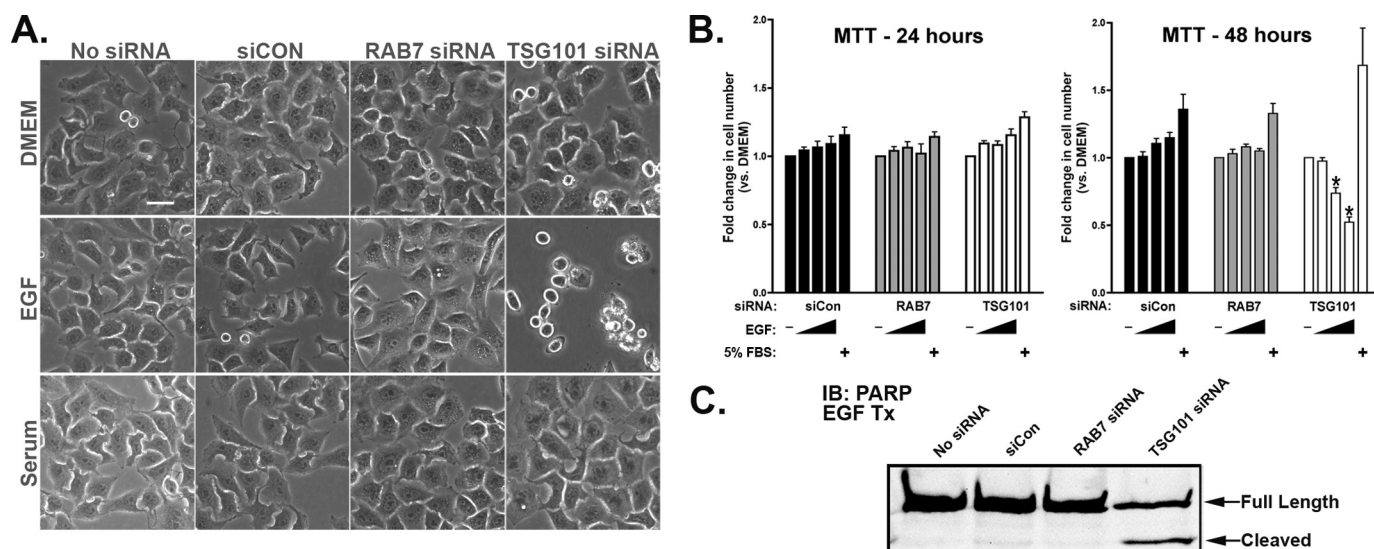 A.
No siRNA siCON RAB7 siRNA TSG101 siRNA
DMEM
EGF
Serum
B.
MTT - 24 hours
Fold change in cell number
(vs. DMEM)
2.0
1.5
1.0
0.5
0.0
siRNA: siCon RAB7 TSG101
EGF: – – –
5% FBS: + + +
MTT - 48 hours
Fold change in cell number
(vs. DMEM)
2.0
1.5
1.0
0.5
0.0
* *
siRNA: siCon RAB7 TSG101
– – –
+ + +
C.
IB: PARP
EGF Tx
No siRNA siCon RAB7 siRNA TSG101 siRNA
Full Length
Cleaved